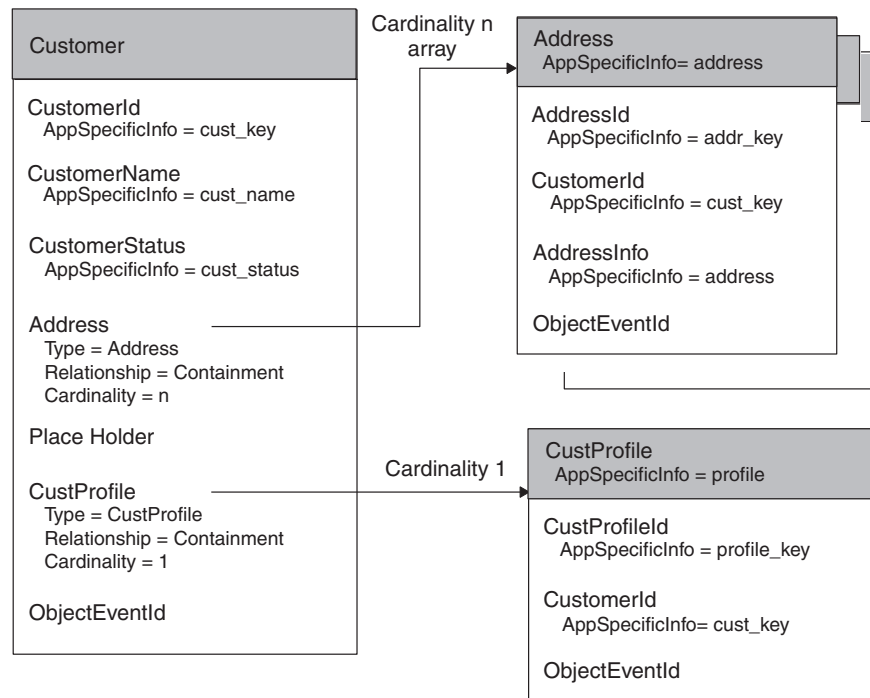 Customer
CustomerId
AppSpecificInfo = cust_key
CustomerName
AppSpecificInfo = cust_name
CustomerStatus
AppSpecificInfo = cust_status
Address
Type = Address
Relationship = Containment
Cardinality = n
Place Holder
CustProfile
Type = CustProfile
Relationship = Containment
Cardinality = 1
ObjectEventId
Cardinality n
array
Address
AppSpecificInfo= address
AddressId
AppSpecificInfo = addr_key
CustomerId
AppSpecificInfo = cust_key
AddressInfo
AppSpecificInfo = address
ObjectEventId
Cardinality 1
CustProfile
AppSpecificInfo = profile
CustProfileId
AppSpecificInfo = profile_key
CustomerId
AppSpecificInfo= cust_key
ObjectEventId